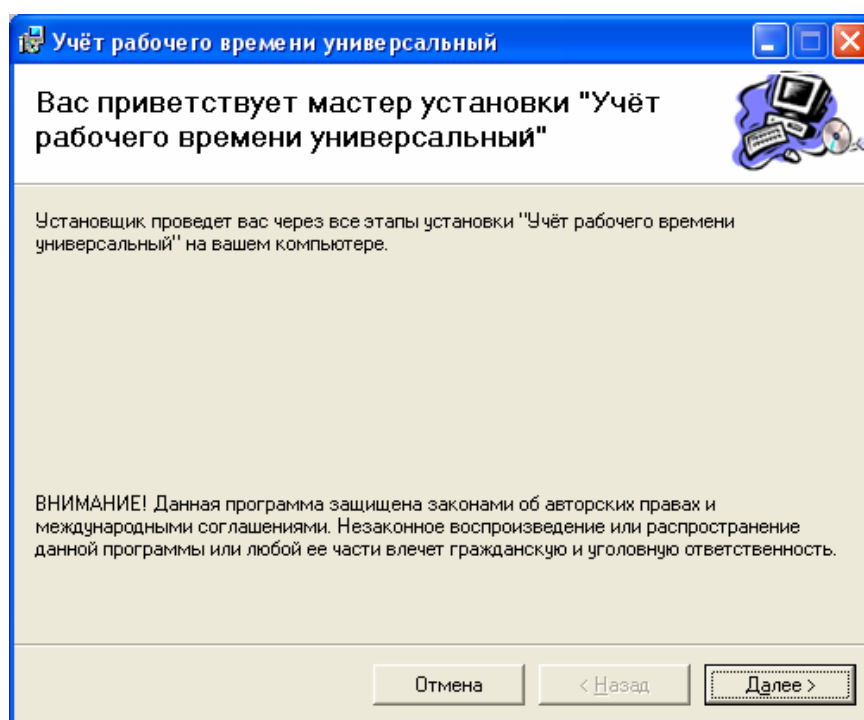 Учёт рабочего времени универсальный
Вас приветствует мастер установки "Учёт
рабочего времени универсальный"
Установщик проведет вас через все этапы установки "Учёт рабочего времени
универсальный" на вашем компьютере.
ВНИМАНИЕ! Данная программа защищена законами об авторских правах и
международными соглашениями. Незаконное воспроизведение или распространение
данной программы или любой ее части влечет гражданскую и уголовную ответственность.
Отмена
< Назад
Далее >